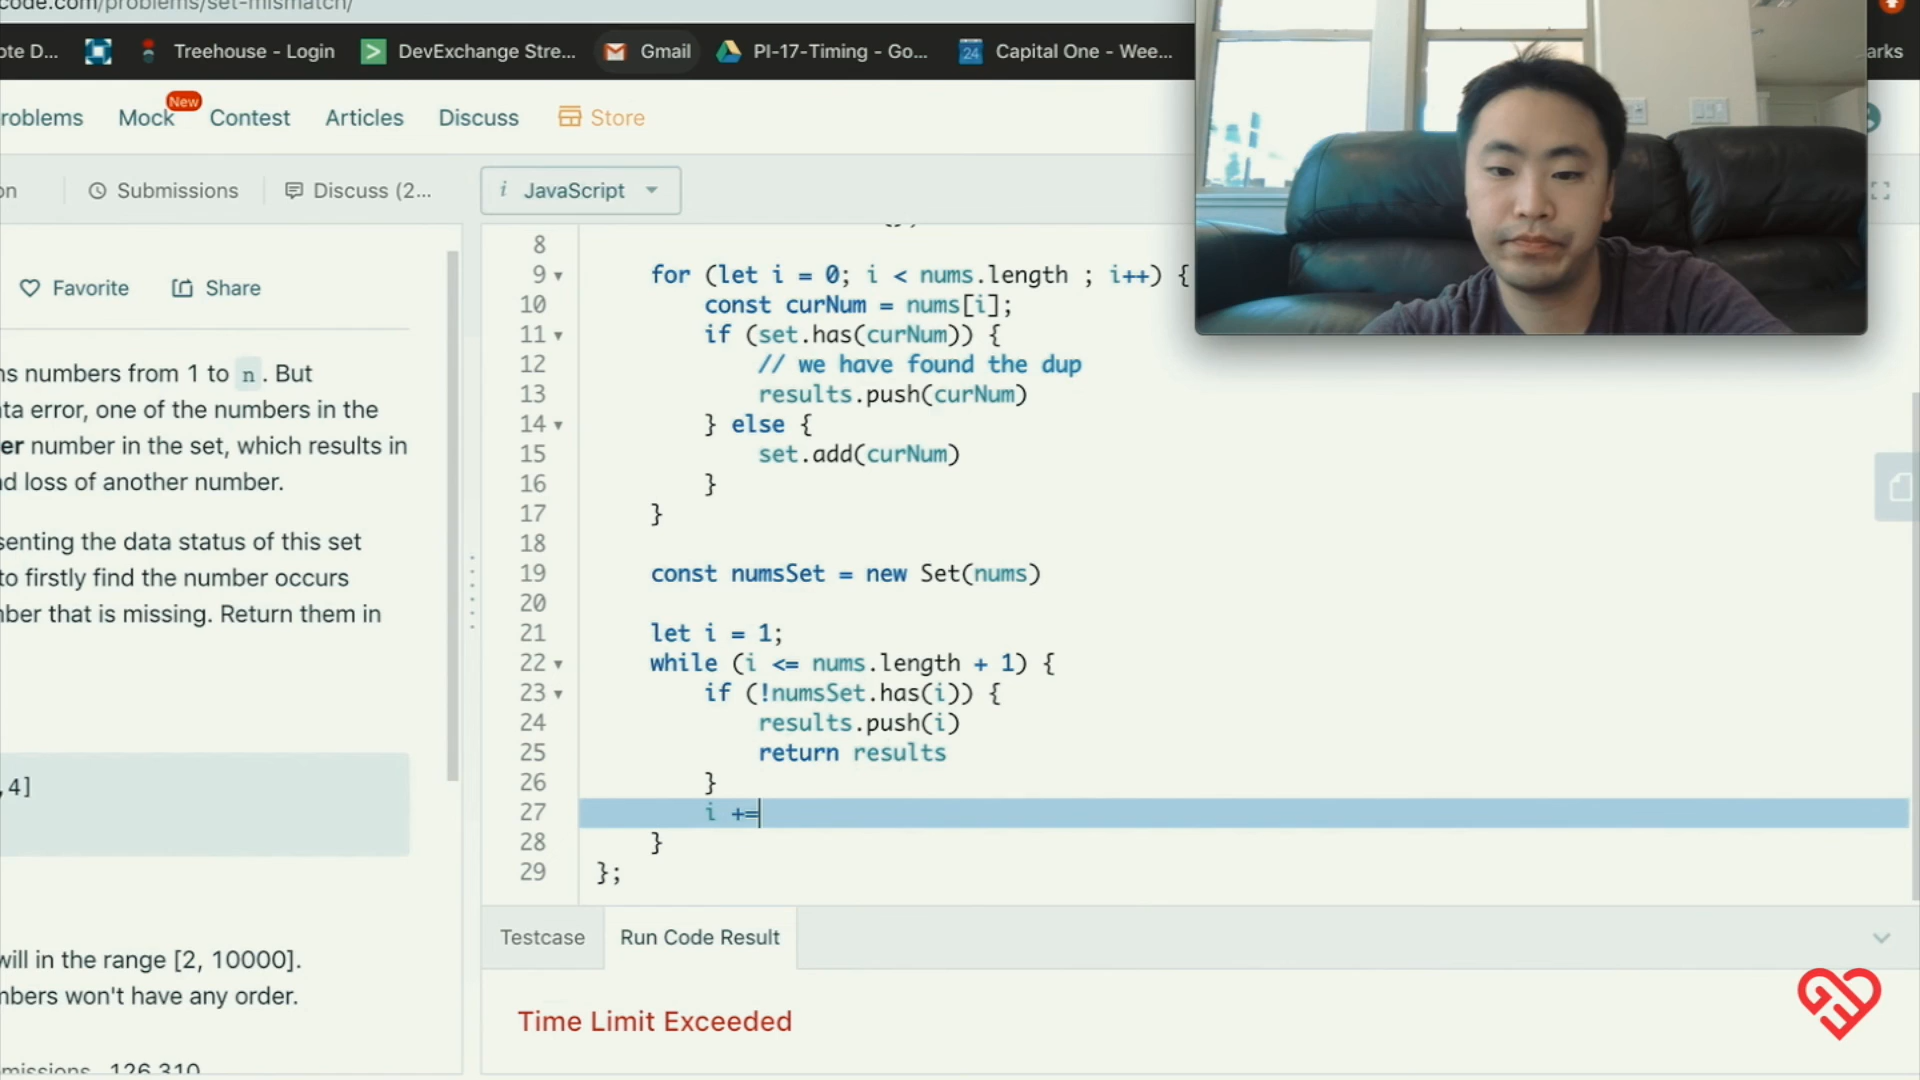 code.com/problems/set-mismatch/
ote D...
Treehouse - Login
DevExchange Stre...
Gmail
PI-17-Timing - Go...
24
Capital One - Wee...
arks
roblems
Mock
New
Contest
Articles
Discuss
Store
on
Submissions
Discuss (2...
i JavaScript
Favorite
Share
ns numbers from 1 to n . But
ta error, one of the numbers in the
er number in the set, which results in
d loss of another number.
senting the data status of this set
to firstly find the number occurs
ber that is missing. Return them in
,4]
will in the range [2, 10000].
mbers won't have any order.
missions 126,310
8
9 for (let i = 0; i < nums.length ; i++) {
10 const curNum = nums[i];
11 if (set.has(curNum)) {
12 // we have found the dup
13 results.push(curNum)
14 } else {
15 set.add(curNum)
16 }
17 }
18
19 const numsSet = new Set(nums)
20
21 let i = 1;
22 while (i <= nums.length + 1) {
23 if (!numsSet.has(i)) {
24 results.push(i)
25 return results
26 }
27 i +=
28 }
29 };
Testcase
Run Code Result
Time Limit Exceeded